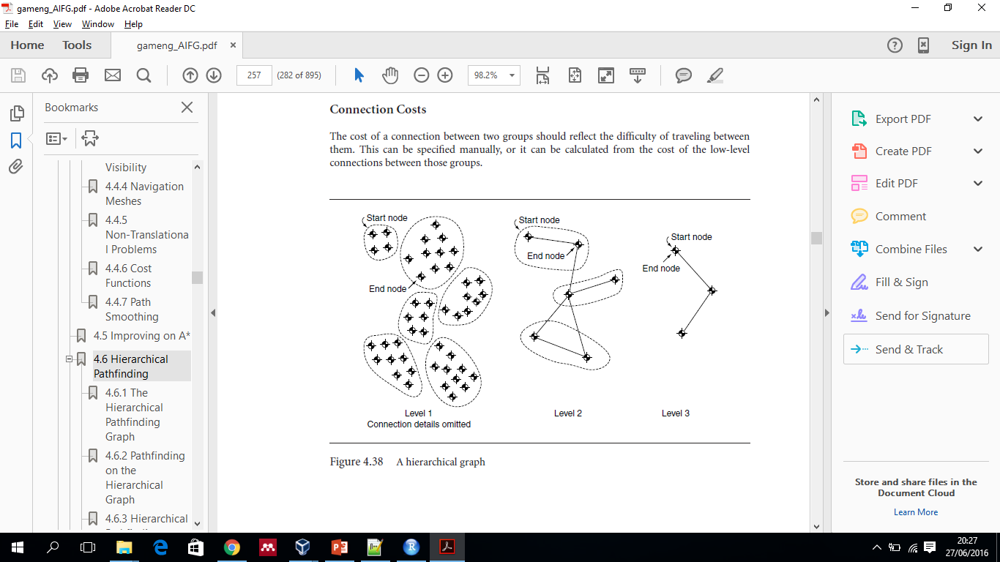 gameng_AIFG.pdf - Adobe Acrobat Reader DC
File Edit View Window Help
Home Tools gameng_AIFG.pdf × Sign In
257 (282 of 895) 98.2%
Bookmarks
Visibility
4.4.4 Navigation
Meshes
4.4.5
Non-Translationa
l Problems
4.4.6 Cost
Functions
4.4.7 Path
Smoothing
4.5 Improving on A*
4.6 Hierarchical
Pathfinding
4.6.1 The
Hierarchical
Pathfinding
Graph
4.6.2 Pathfinding
on the
Hierarchical
Graph
4.6.3 Hierarchical
Connection Costs
The cost of a connection between two groups should reflect the difficulty of traveling between
them. This can be specified manually, or it can be calculated from the cost of the low-level
connections between those groups.
Start node
End node
Level 1
Connection details omitted
Start node
End node
Level 2
Start node
End node
Level 3
Figure 4.38 A hierarchical graph
Export PDF
Create PDF
Edit PDF
Comment
Combine Files
Fill & Sign
Send for Signature
Send & Track
Store and share files in the
Document Cloud
Learn More
20:27
27/06/2016